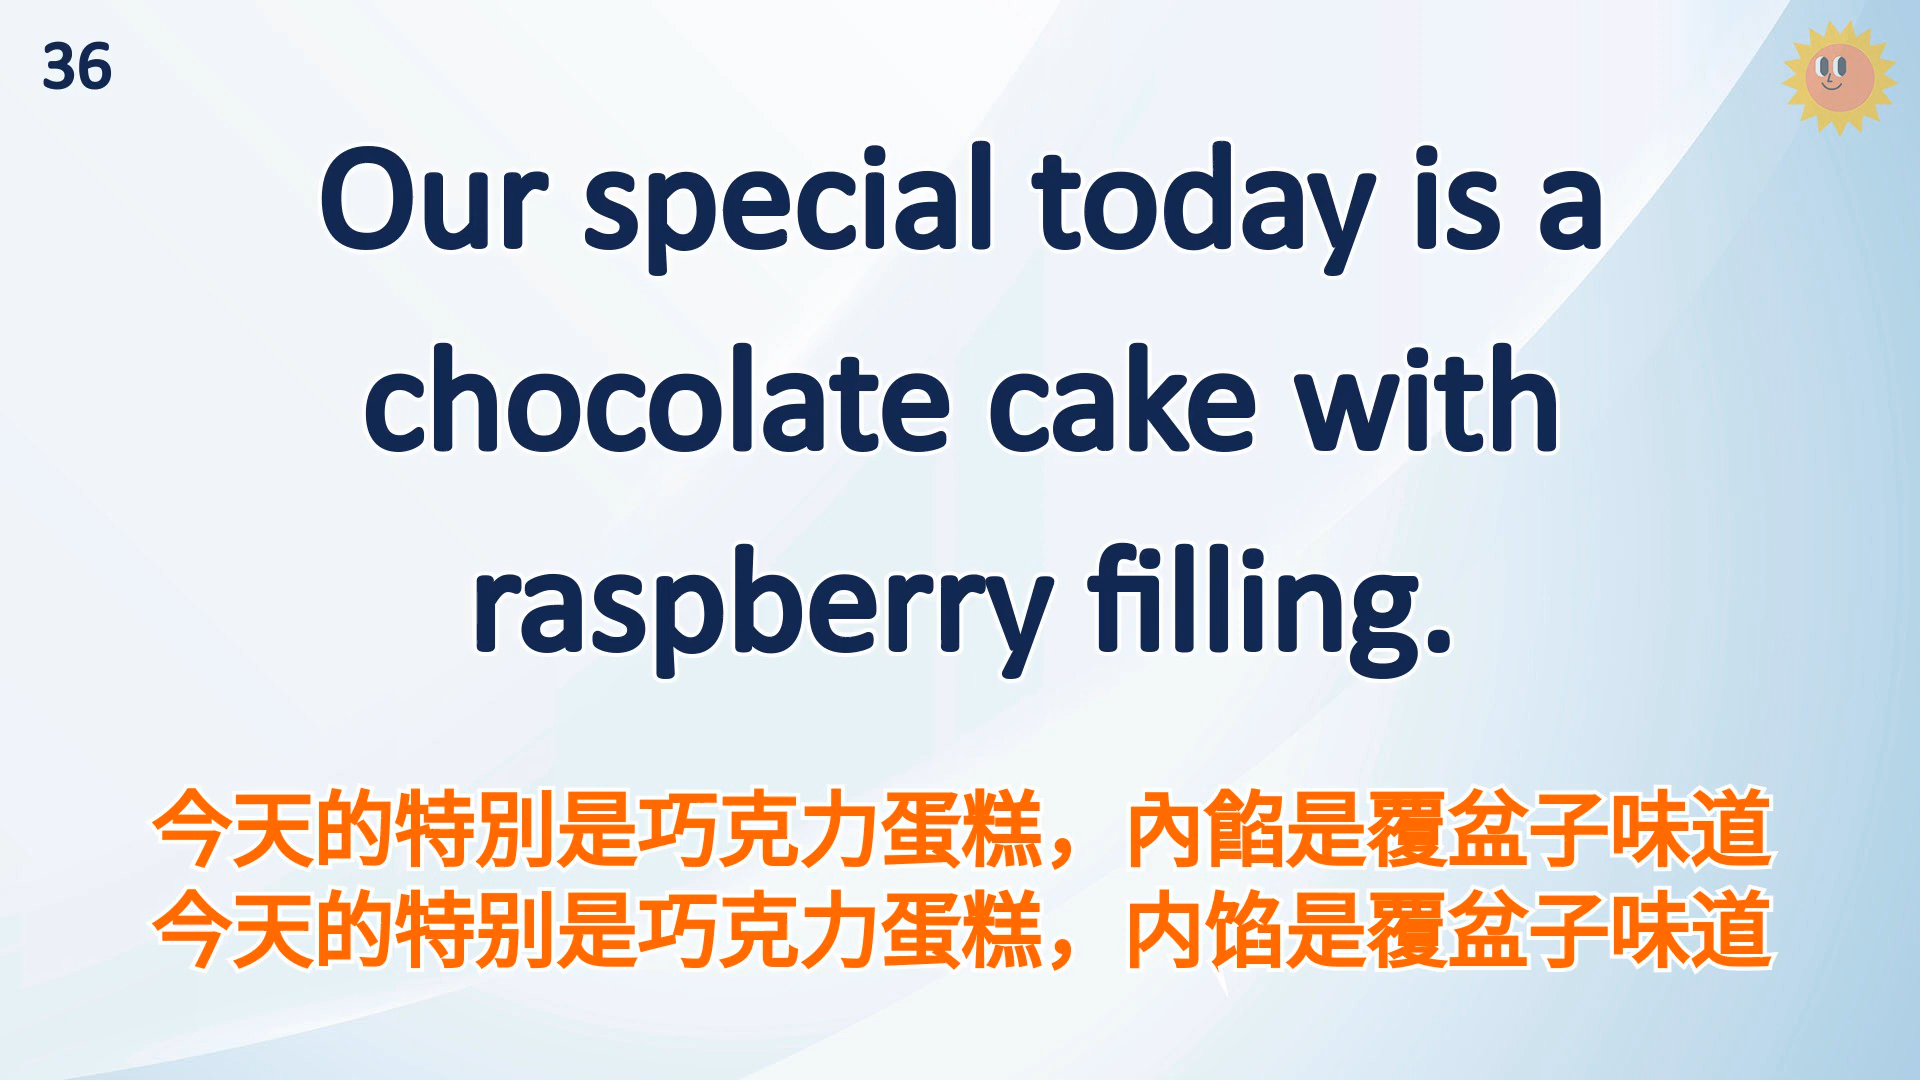 36
Our special today is a
chocolate cake with
raspberry filling.
今天的特別是巧克力蛋糕，內餡是覆盆子味道
今天的特别是巧克力蛋糕，内馅是覆盆子味道